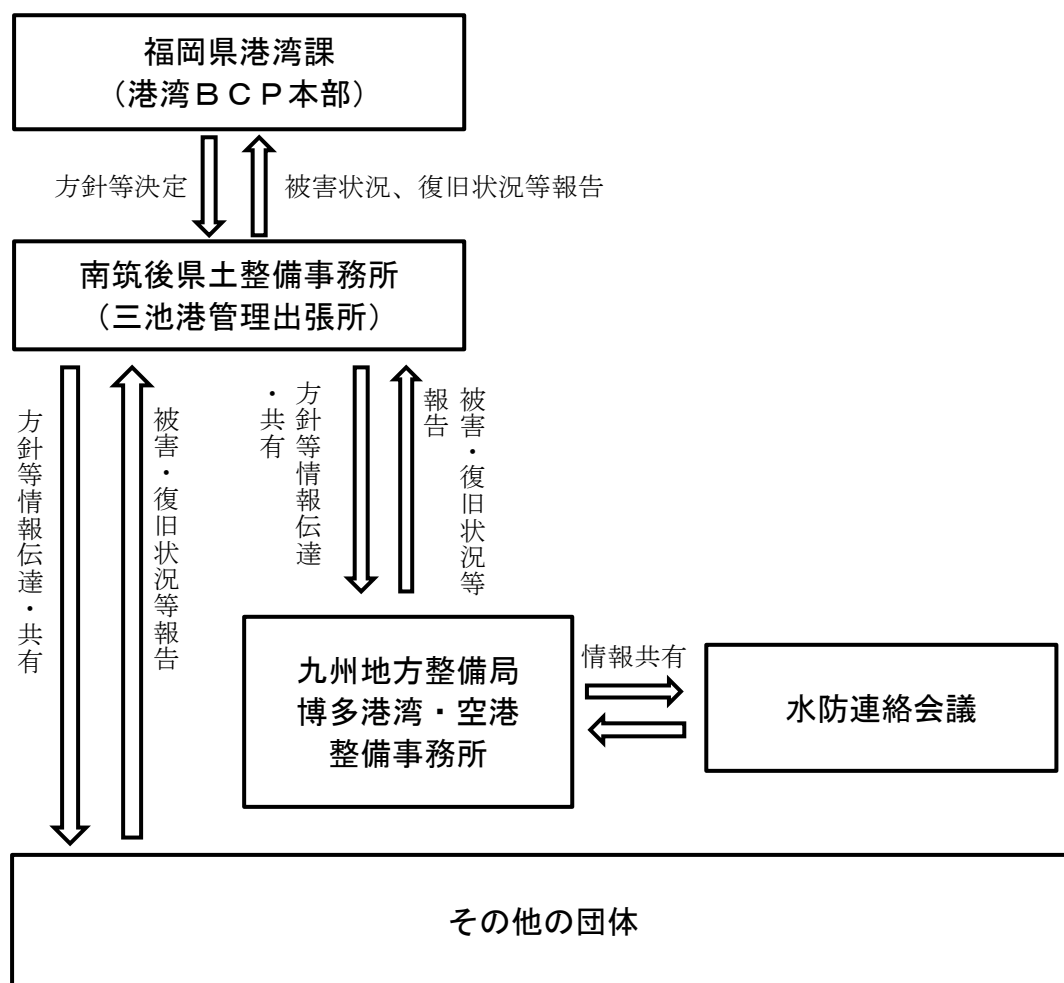 福岡県港湾課
（港湾ＢＣＰ本部）
方針等決定
被害状況、復旧状況等報告
南筑後県土整備事務所
（三池港管理出張所）
方針等情報伝達・共有
被害・復旧状況等報告
方針等情報伝達
・共有
被害・復旧状況等
報告
九州地方整備局
博多港湾・空港
整備事務所
情報共有
水防連絡会議
その他の団体